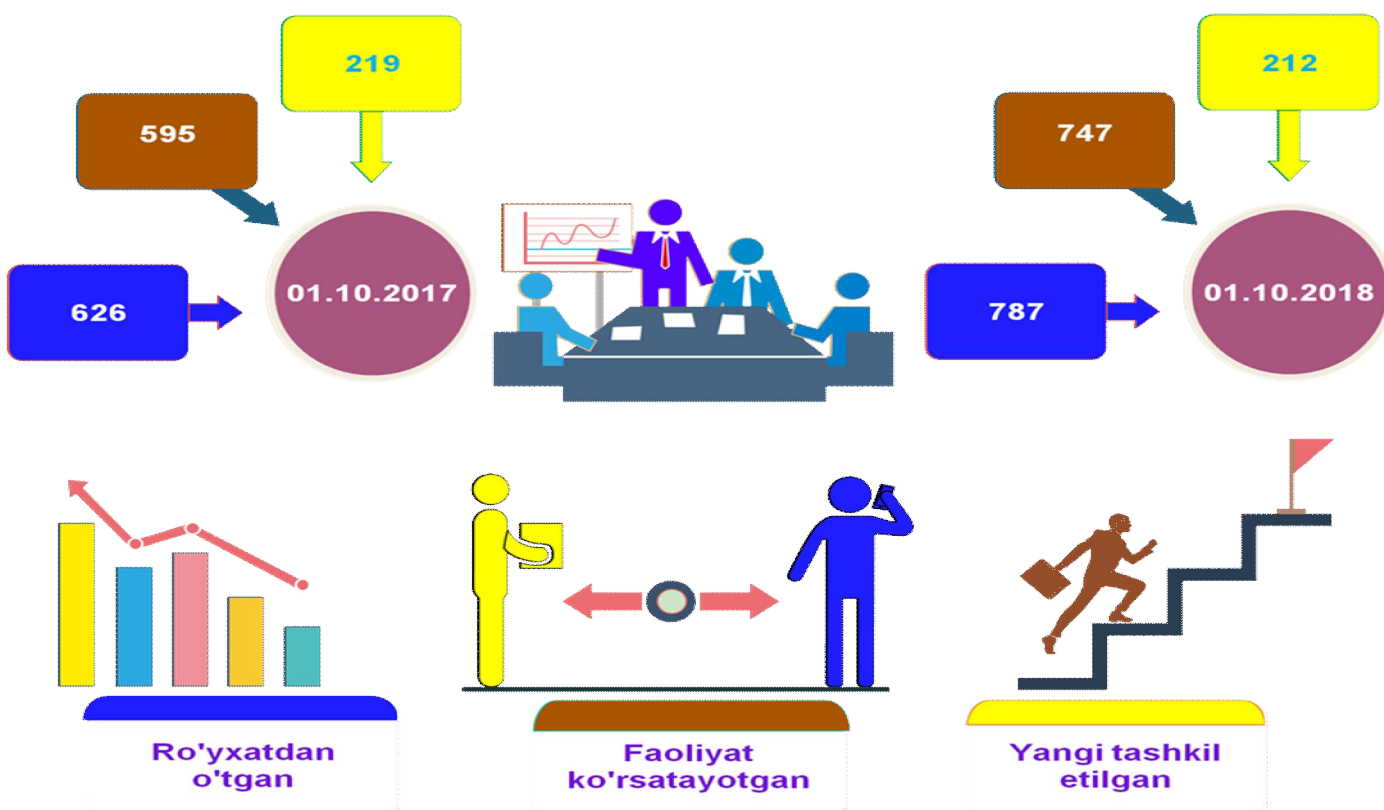 219
212
595
747
01.10.2017
01.10.2018
626
787
Ro'yxatdan
o'tgan
Faoliyat
ko'rsatayotgan
Yangi tashkil
etilgan